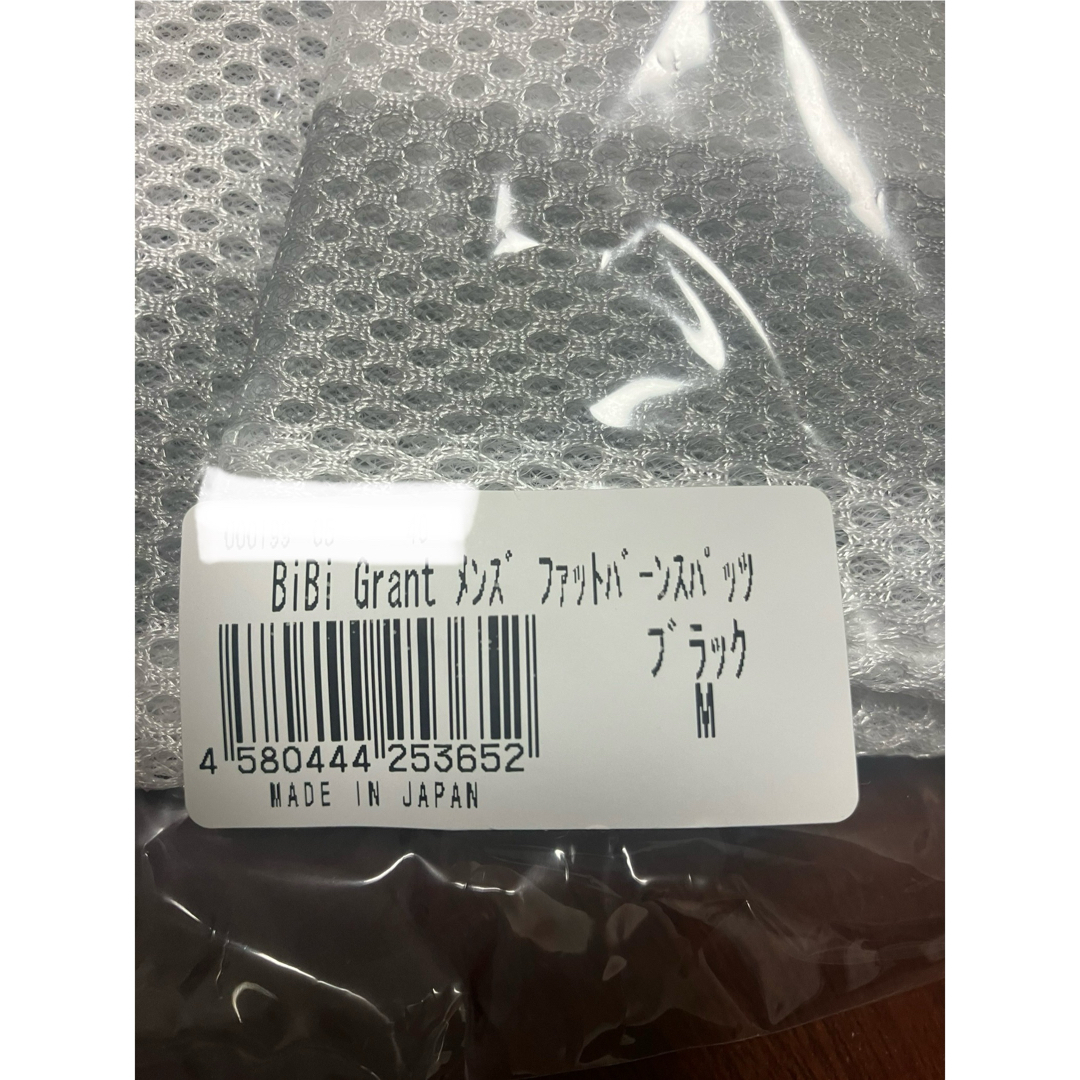 BiBi Grant ﾒﾝｽﾞ ﾌｧｯﾄﾊﾞｰﾝｽﾊﾟｯﾂ
ﾌﾞﾗｯｸ
M
4 580444 253652
MADE IN JAPAN